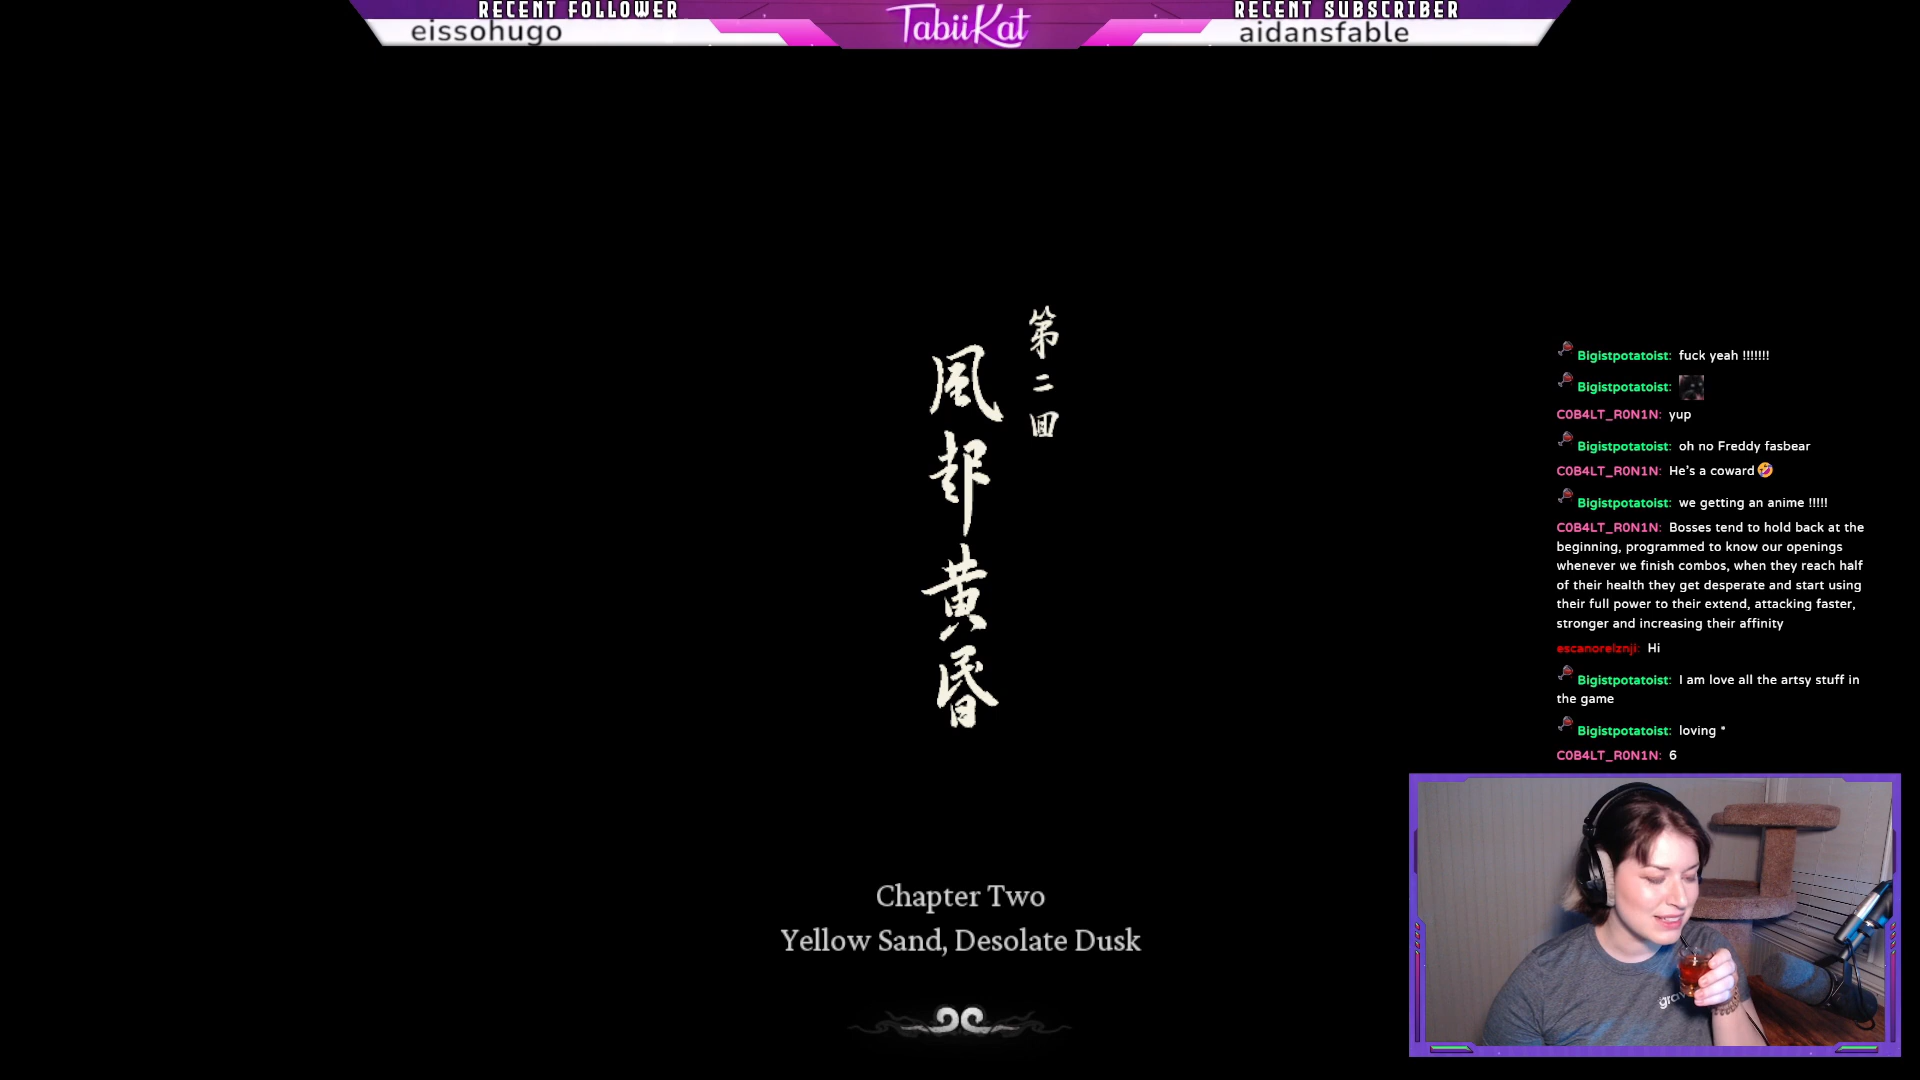 RECENT FOLLOWER
eissohugo
TabiiKat
RECENT SUBSCRIBER
aidansfable
第二回
風起黃昏
Chapter Two
Yellow Sand, Desolate Dusk
Bigistpotatoist: fuck yeah !!!!!!!
Bigistpotatoist:
C0B4LT_R0N1N: yup
Bigistpotatoist: oh no Freddy fasbear
C0B4LT_R0N1N: He's a coward🤣
Bigistpotatoist: we getting an anime !!!!!
C0B4LT_R0N1N: Bosses tend to hold back at the
beginning, programmed to know our openings
whenever we finish combos, when they reach half
of their health they get desperate and start using
their full power to their extend, attacking faster,
stronger and increasing their affinity
escanorelznji: Hi
Bigistpotatoist: I am love all the artsy stuff in
the game
Bigistpotatoist: loving *
C0B4LT_R0N1N: 6